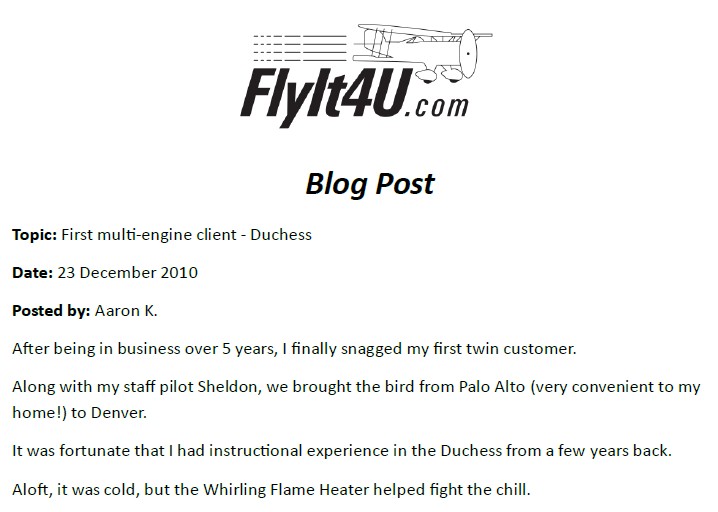 FlyIt4U.com
Blog Post
Topic: First multi-engine client - Duchess
Date: 23 December 2010
Posted by: Aaron K.
After being in business over 5 years, I finally snagged my first twin customer.
Along with my staff pilot Sheldon, we brought the bird from Palo Alto (very convenient to my
home!) to Denver.
It was fortunate that I had instructional experience in the Duchess from a few years back.
Aloft, it was cold, but the Whirling Flame Heater helped fight the chill.